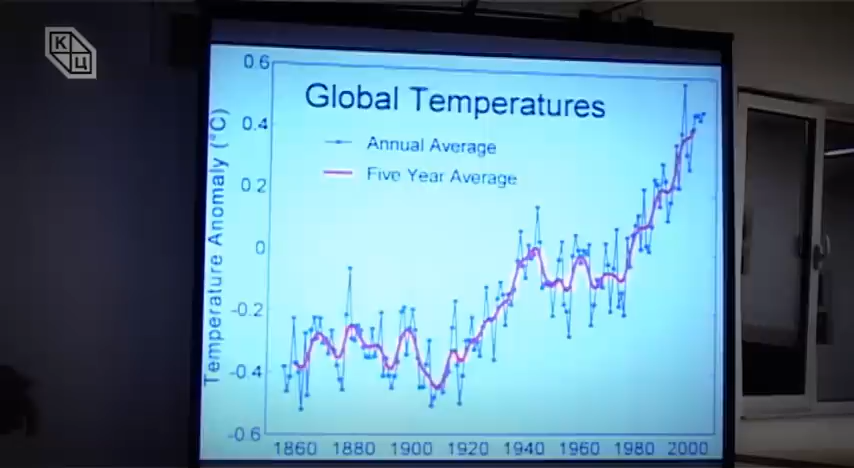 К
Ц
Global Temperatures
Annual Average
Five Year Average
Temperature Anomaly (°C)
0.6
0.4
0.2
0
-0.2
-0.4
-0.6
1860 1880 1900 1920 1940 1960 1980 2000